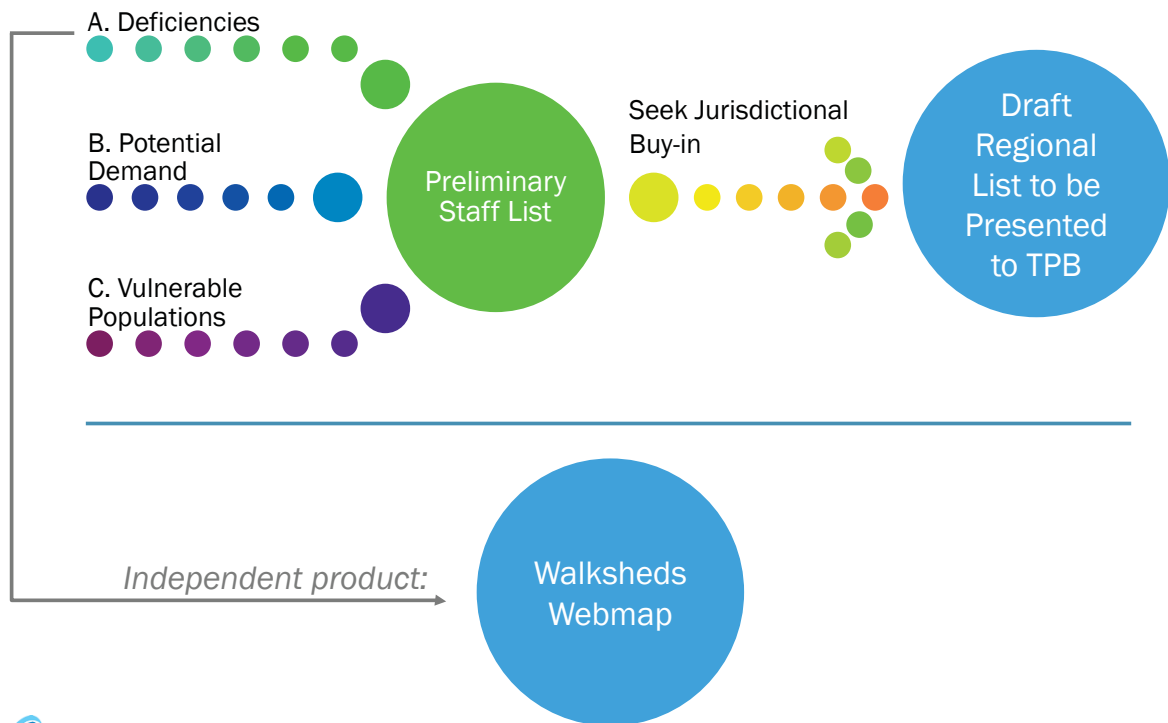 A. Deficiencies
B. Potential
Demand
C. Vulnerable
Populations
Preliminary
Staff List
Seek Jurisdictional
Buy-in
Draft
Regional
List to be
Presented
to TPB
Independent product:
Walksheds
Webmap